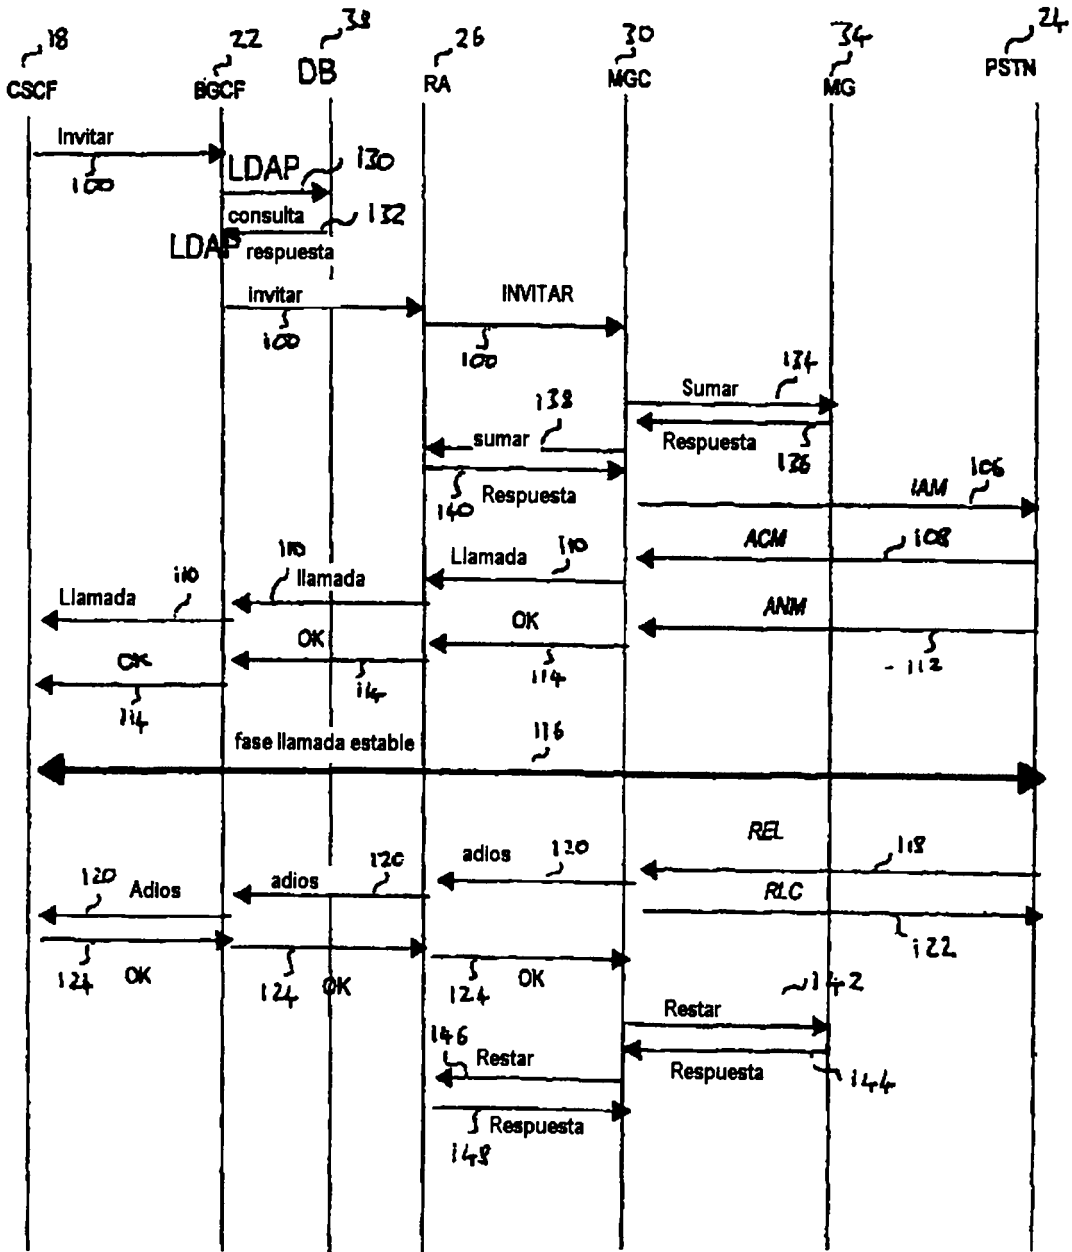 18 22 38 26 30 34 24
CSCF BGCF DB RA MGC MG PSTN
Invitar
100
LDAP 130
consulta 132
LDAP respuesta
invitar
100
INVITAR
100
Sumar 134
Respuesta
136
sumar 138
140 Respuesta
IAM 106
ACM 108
Llamada 110
110 llamada
Llamada 110
ANM
112
OK
114
OK
114
OK
114
fase llamada estable 116
REL 118
adios 120
adios 120
120 Adios
RLC
122
124 OK
124 OK
124 OK
Restar 142
Respuesta 144
146 Restar
148 Respuesta